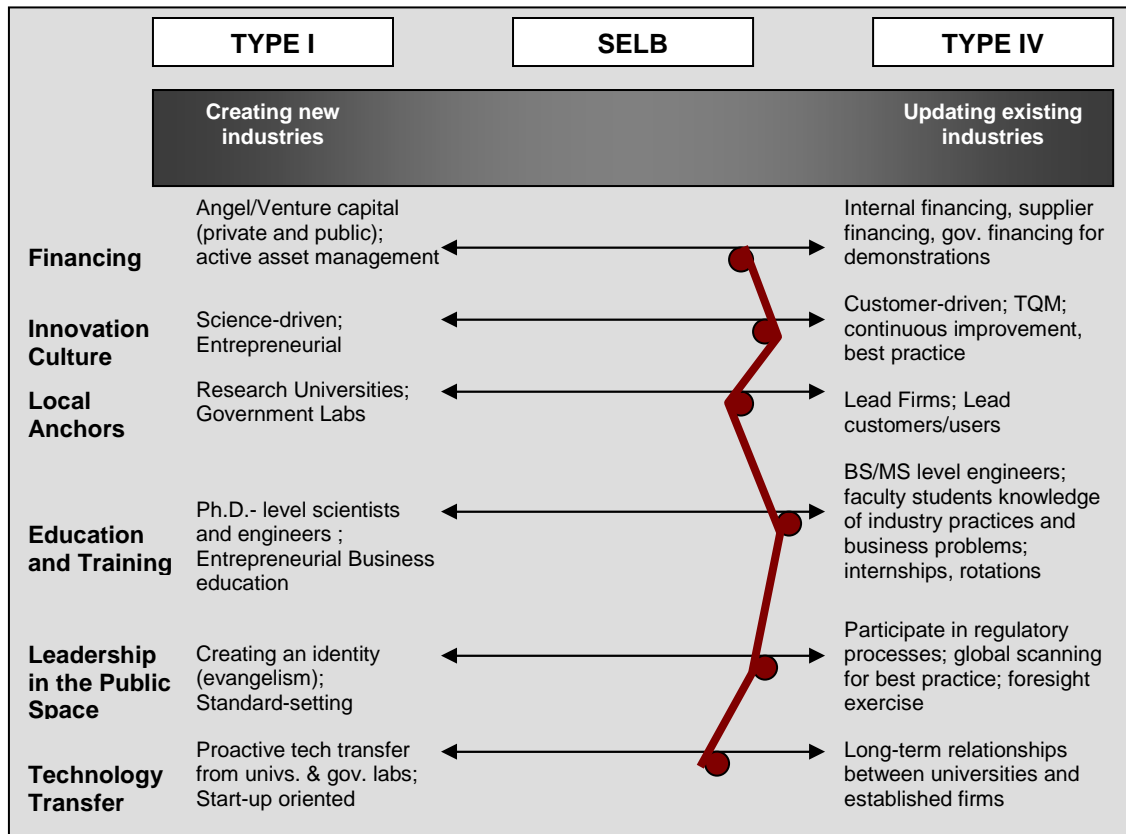 TYPE I
SELB
TYPE IV
Creating new
industries
Updating existing
industries
Financing
Angel/Venture capital
(private and public);
active asset management
Internal financing, supplier
financing, gov. financing for
demonstrations
Innovation
Culture
Science-driven;
Entrepreneurial
Customer-driven; TQM;
continuous improvement,
best practice
Local
Anchors
Research Universities;
Government Labs
Lead Firms; Lead
customers/users
Education
and Training
Ph.D.- level scientists
and engineers ;
Entrepreneurial Business
education
BS/MS level engineers;
faculty students knowledge
of industry practices and
business problems;
internships, rotations
Leadership
in the Public
Space
Creating an identity
(evangelism);
Standard-setting
Participate in regulatory
processes; global scanning
for best practice; foresight
exercise
Technology
Transfer
Proactive tech transfer
from univs. & gov. labs;
Start-up oriented
Long-term relationships
between universities and
established firms